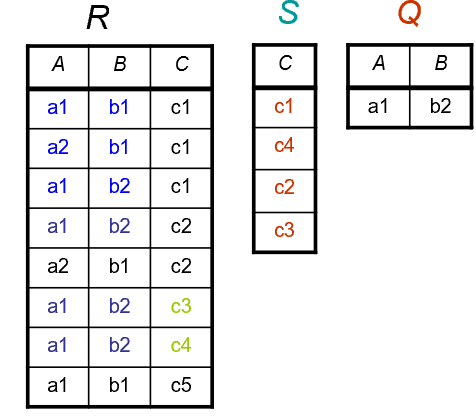 R S Q
A B C C A B
a1 b1 c1 c1 a1 b2
a2 b1 c1 c4
a1 b2 c1 c2
a1 b2 c2 c3
a2 b1 c2
a1 b2 c3
a1 b2 c4
a1 b1 c5